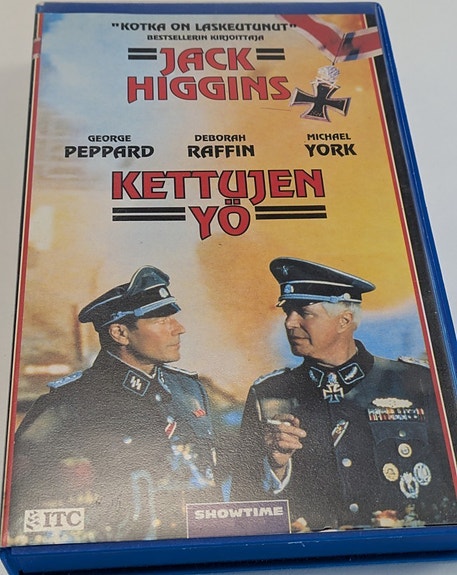 "KOTKA ON LASKEUTUNUT"
BESTSELLERIN KIRJOITTAJA
JACK
HIGGINS
GEORGE PEPPARD
DEBORAH RAFFIN
MICHAEL YORK
KETTUJEN
YÖ
ITC
SHOWTIME